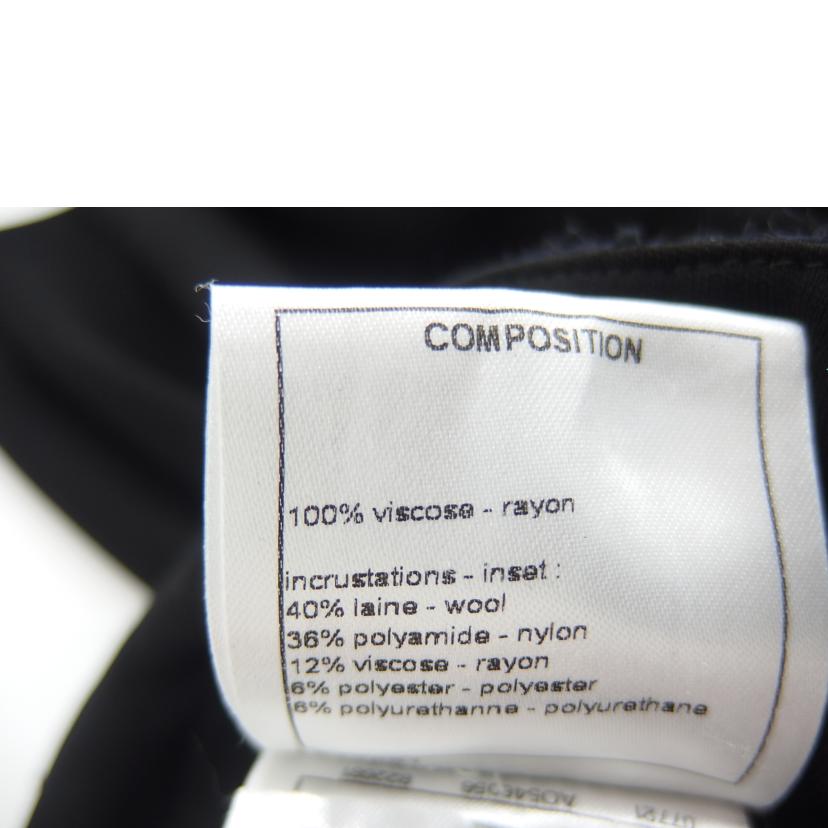 COMPOSITION
100% viscose - rayon
incrustations - inset :
40% laine - wool
36% polyamide - nylon
12% viscose - rayon
6% polyester - polyester
6% polyurethanne - polyurethane